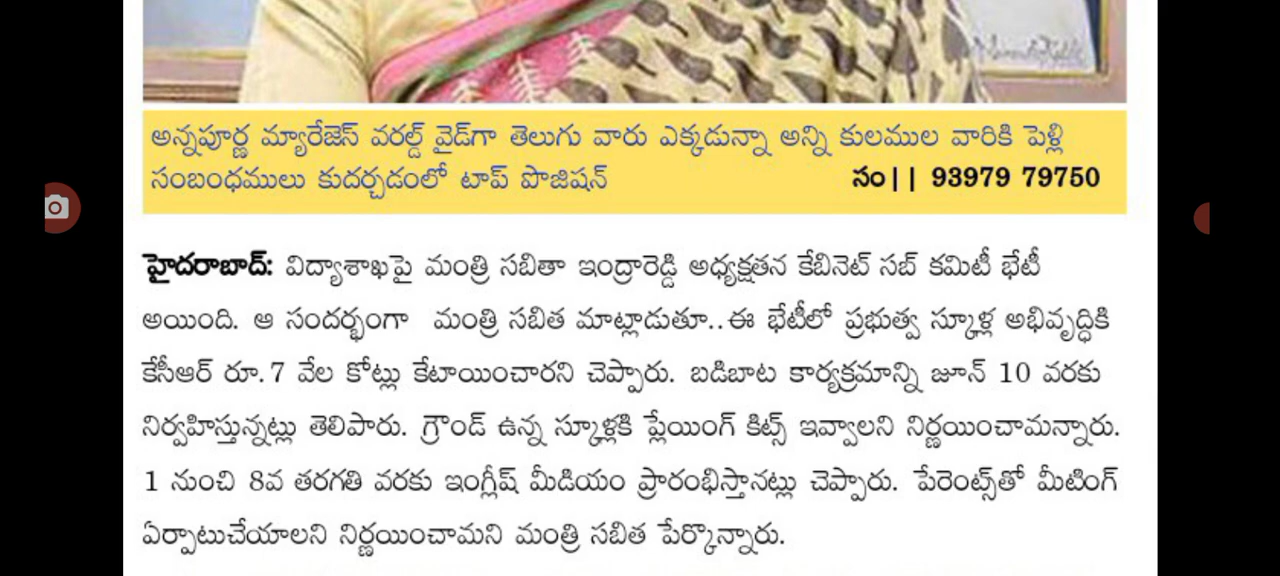 అన్నపూర్ణ మ్యారేజెస్ వరల్డ్ వైడ్‌గా తెలుగు వారు ఎక్కడున్నా అన్ని కులముల వారికి పెళ్లి
సంబంధములు కుదర్చడంలో టాప్ పొజిషన్ నం|| 93979 79750
హైదరాబాద్: విద్యాశాఖపై మంత్రి సబితా ఇంద్రారెడ్డి అధ్యక్షతన కేబినెట్ సబ్ కమిటీ భేటీ
అయింది. ఆ సందర్భంగా మంత్రి సబిత మాట్లాడుతూ..ఈ భేటీలో ప్రభుత్వ స్కూళ్ల అభివృద్ధికి
కేసీఆర్ రూ.7 వేల కోట్లు కేటాయించారని చెప్పారు. బడిబాట కార్యక్రమాన్ని జూన్ 10 వరకు
నిర్వహిస్తున్నట్లు తెలిపారు. గ్రౌండ్ ఉన్న స్కూళ్లకి ప్లేయింగ్ కిట్స్ ఇవ్వాలని నిర్ణయించామన్నారు.
1 నుంచి 8వ తరగతి వరకు ఇంగ్లీష్ మీడియం ప్రారంభిస్తానట్లు చెప్పారు. పేరెంట్స్‌తో మీటింగ్
ఏర్పాటుచేయాలని నిర్ణయించామని మంత్రి సబిత పేర్కొన్నారు.